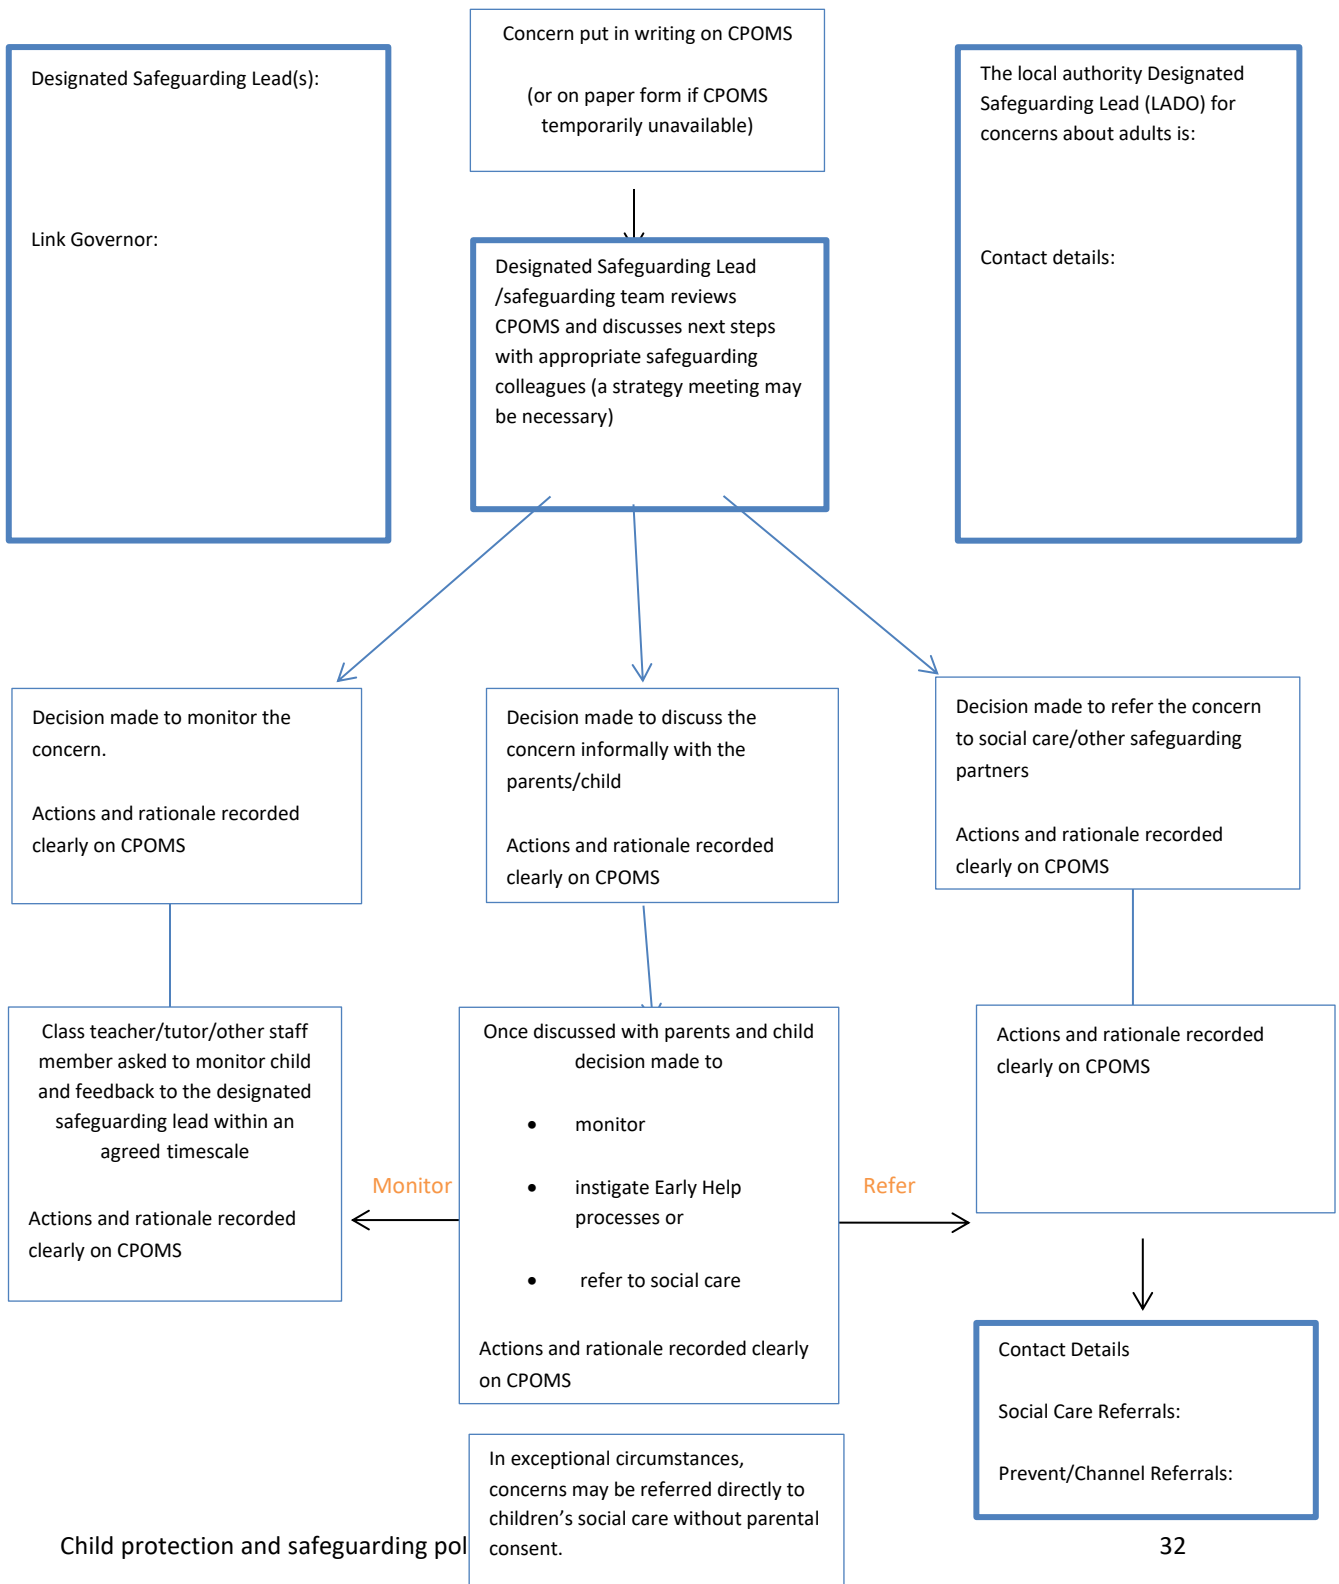 Concern put in writing on CPOMS
(or on paper form if CPOMS
temporarily unavailable)
Designated Safeguarding Lead(s):
Link Governor:
The local authority Designated
Safeguarding Lead (LADO) for
concerns about adults is:
Contact details:
Designated Safeguarding Lead
/safeguarding team reviews
CPOMS and discusses next steps
with appropriate safeguarding
colleagues (a strategy meeting may
be necessary)
Decision made to monitor the
concern.
Actions and rationale recorded
clearly on CPOMS
Decision made to discuss the
concern informally with the
parents/child
Actions and rationale recorded
clearly on CPOMS
Decision made to refer the concern
to social care/other safeguarding
partners
Actions and rationale recorded
clearly on CPOMS
Class teacher/tutor/other staff
member asked to monitor child
and feedback to the designated
safeguarding lead within an
agreed timescale
Actions and rationale recorded
clearly on CPOMS
Monitor
Once discussed with parents and child
decision made to
• monitor
• instigate Early Help
processes or
• refer to social care
Actions and rationale recorded clearly
on CPOMS
Refer
Actions and rationale recorded
clearly on CPOMS
Contact Details
Social Care Referrals:
Prevent/Channel Referrals:
In exceptional circumstances,
concerns may be referred directly to
children’s social care without parental
consent.
Child protection and safeguarding pol
32